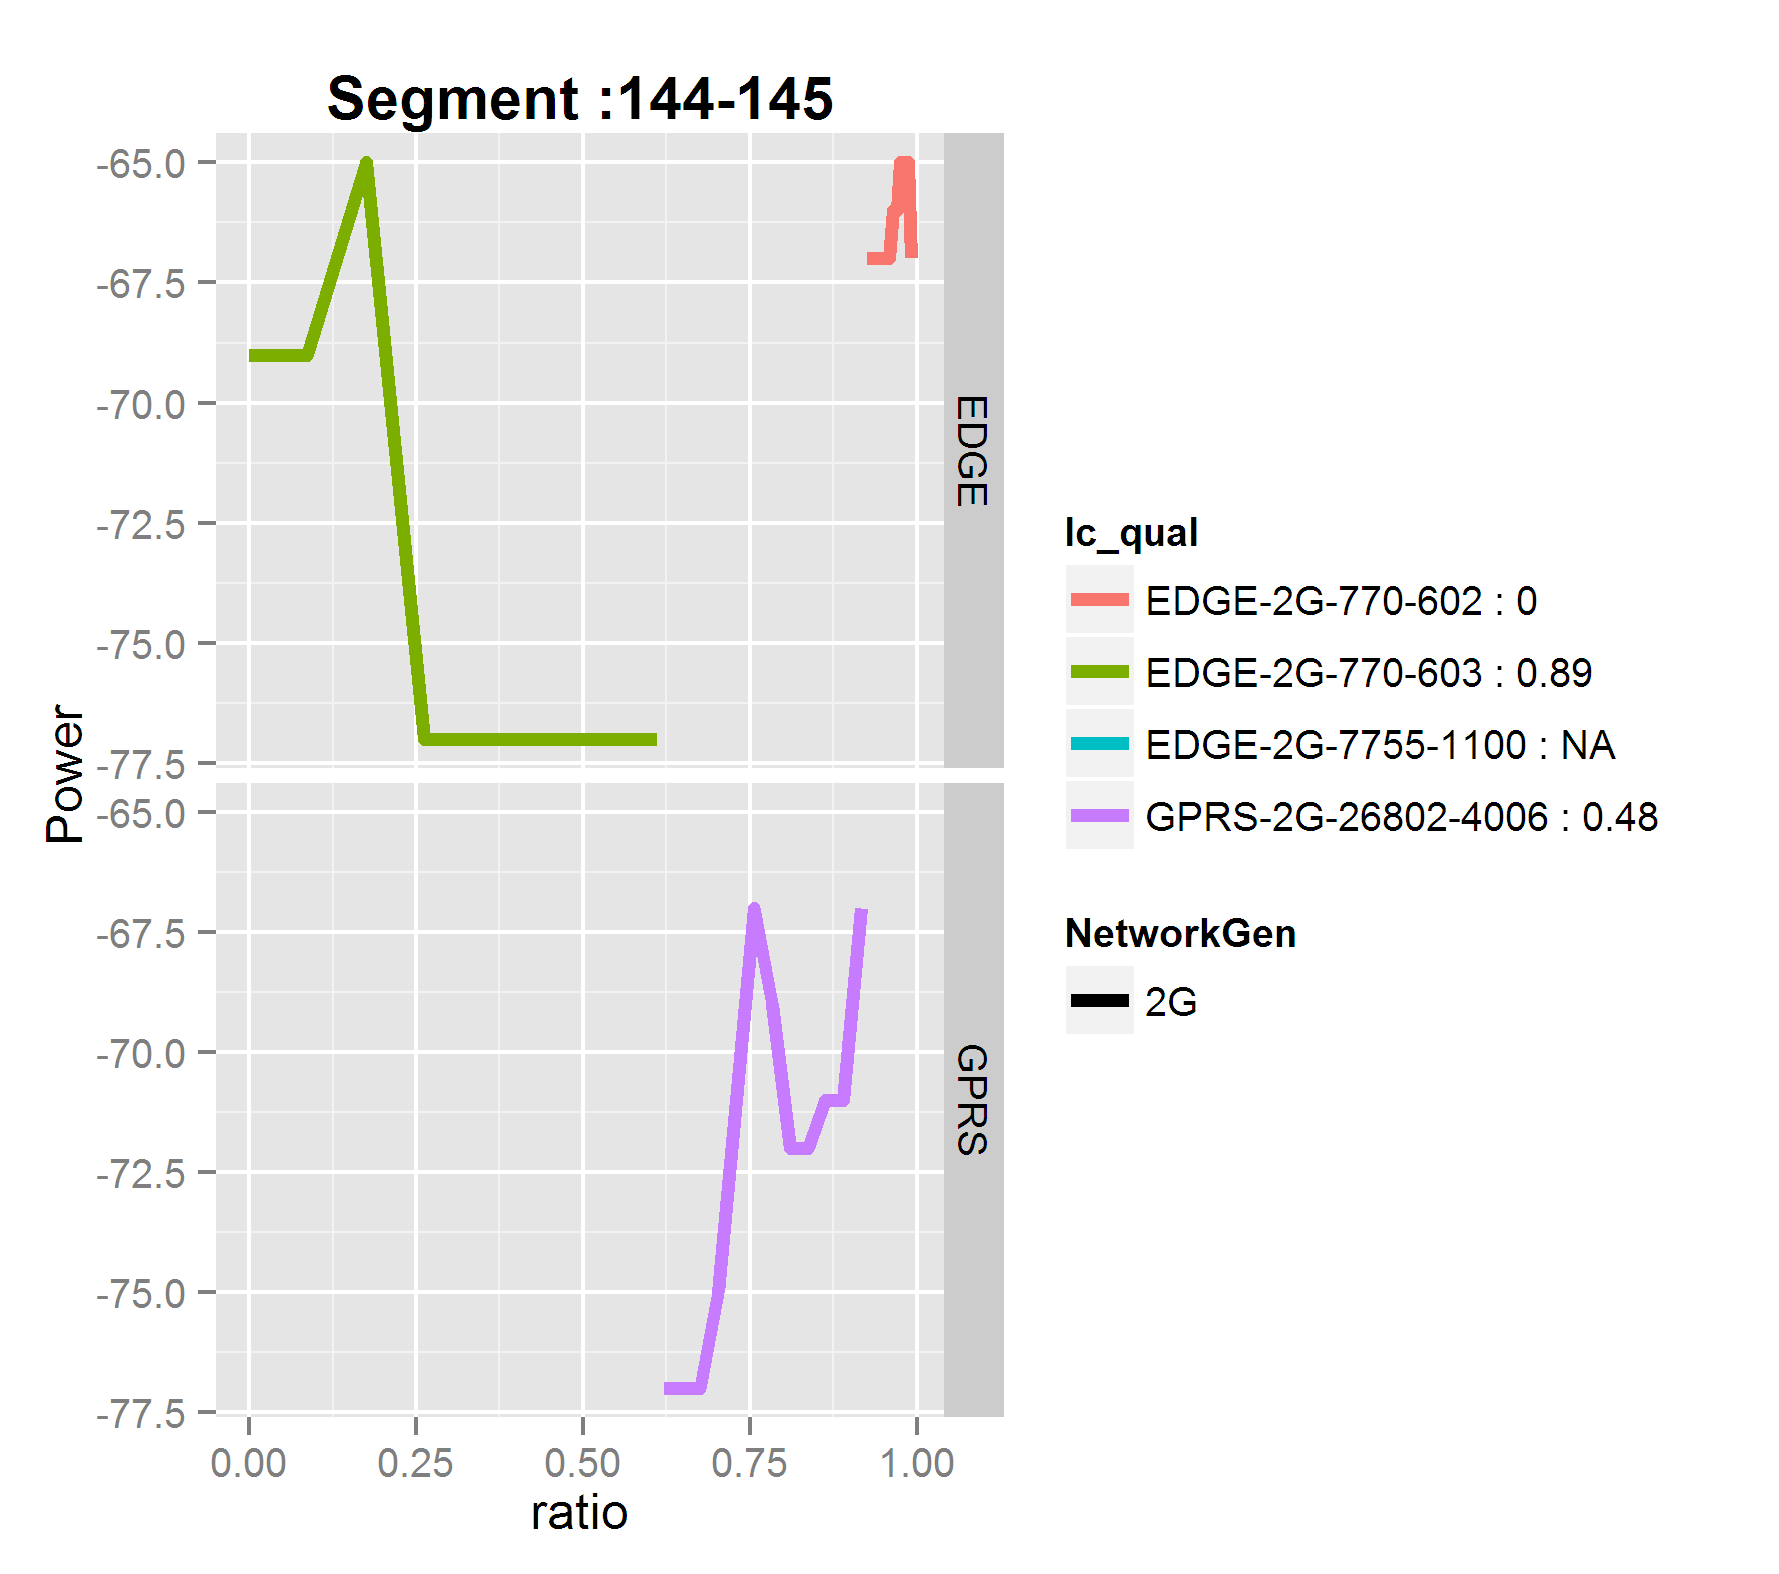 Segment :144-145
Power
-65.0
-67.5
-70.0
-72.5
-75.0
-77.5
EDGE
-65.0
-67.5
-70.0
-72.5
-75.0
-77.5
GPRS
0.00 0.25 0.50 0.75 1.00
ratio
lc_qual
EDGE-2G-770-602 : 0
EDGE-2G-770-603 : 0.89
EDGE-2G-7755-1100 : NA
GPRS-2G-26802-4006 : 0.48
NetworkGen
2G